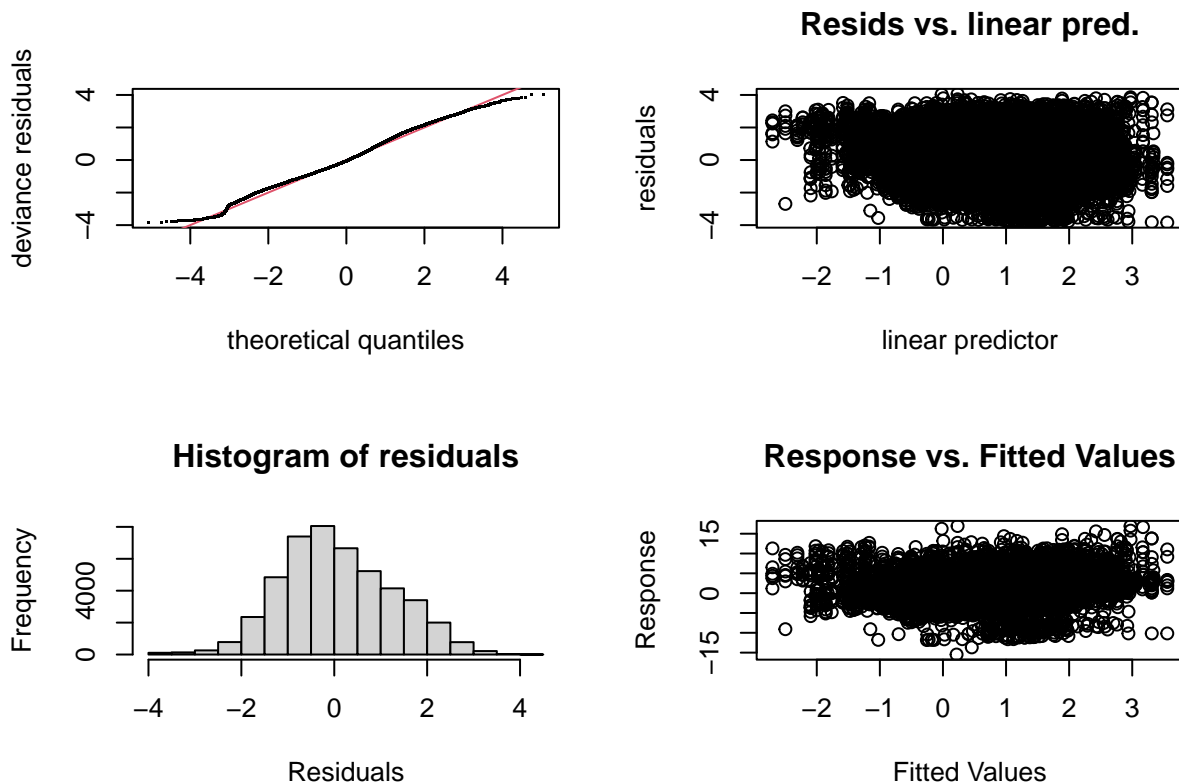 deviance residuals
4
0
−4
−4 −2 0 2 4
theoretical quantiles
Resids vs. linear pred.
residuals
4
0
−4
−2 −1 0 1 2 3
linear predictor
Histogram of residuals
Frequency
4000
0
−4 −2 0 2 4
Residuals
Response vs. Fitted Values
Response
15
0
−15
−2 −1 0 1 2 3
Fitted Values